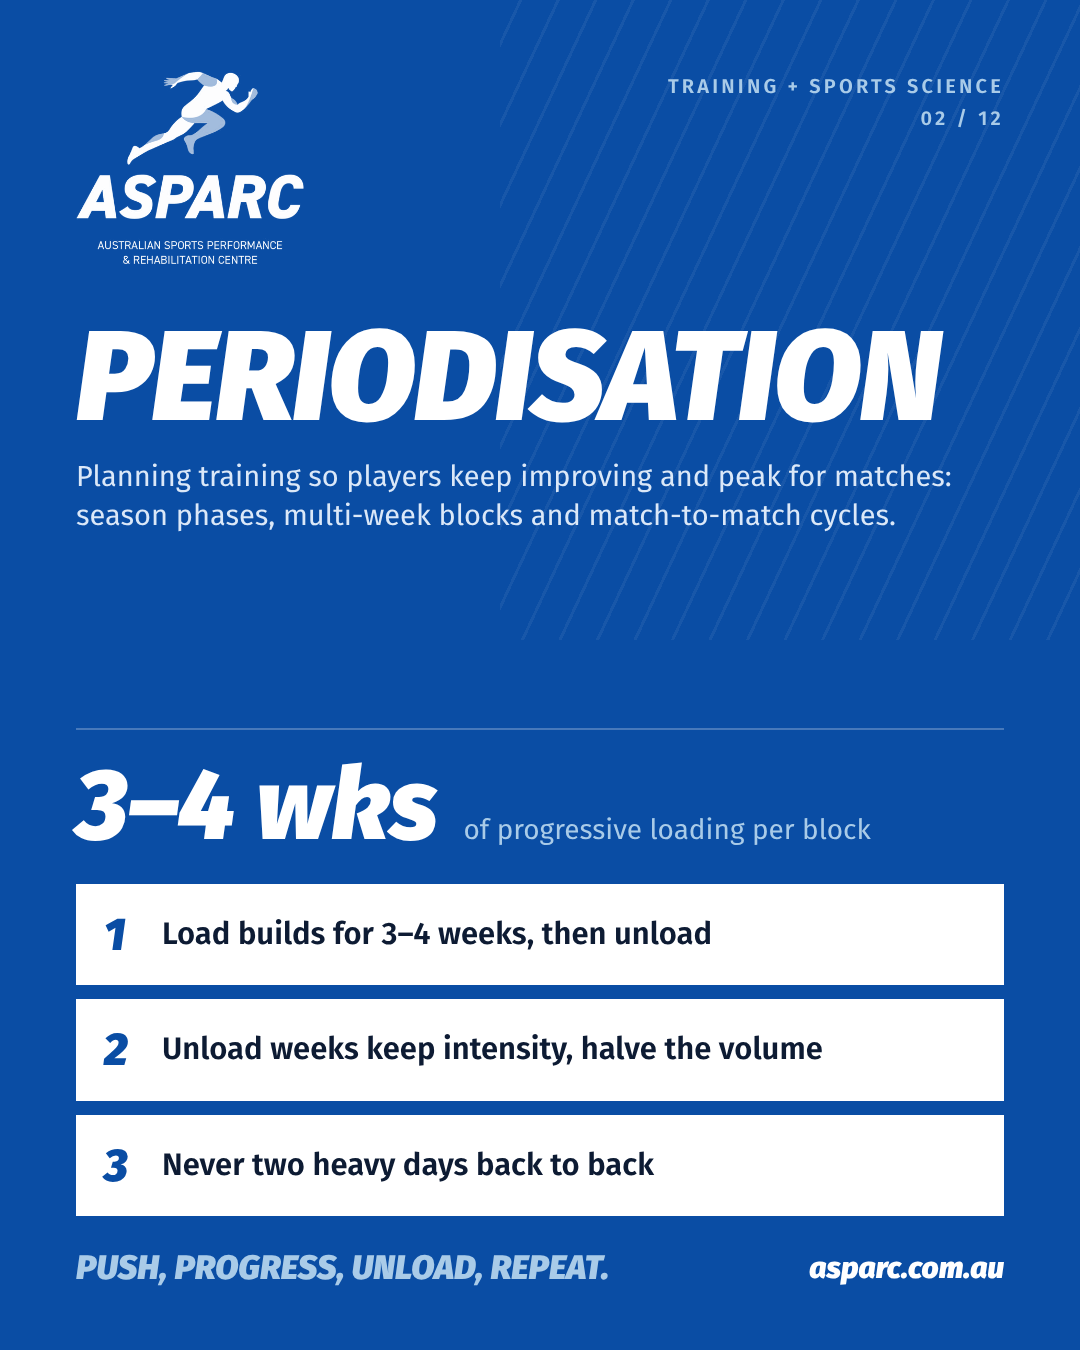 TRAINING + SPORTS SCIENCE
02 / 12
ASPARC
AUSTRALIAN SPORTS PERFORMANCE
& REHABILITATION CENTRE
PERIODISATION
Planning training so players keep improving and peak for matches:
season phases, multi-week blocks and match-to-match cycles.
3–4 wks of progressive loading per block
1 Load builds for 3–4 weeks, then unload
2 Unload weeks keep intensity, halve the volume
3 Never two heavy days back to back
PUSH, PROGRESS, UNLOAD, REPEAT. asparc.com.au